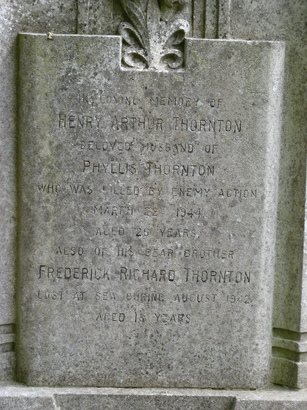 IN LOVING MEMORY OF
HENRY ARTHUR THORNTON
BELOVED HUSBAND OF
PHYLLIS THORNTON
WHO WAS KILLED BY ENEMY ACTION
MARCH 22 1944
AGED 25 YEARS.
ALSO OF HIS DEAR BROTHER
FREDERICK RICHARD THORNTON
LOST AT SEA DURING AUGUST 1942
AGED 18 YEARS